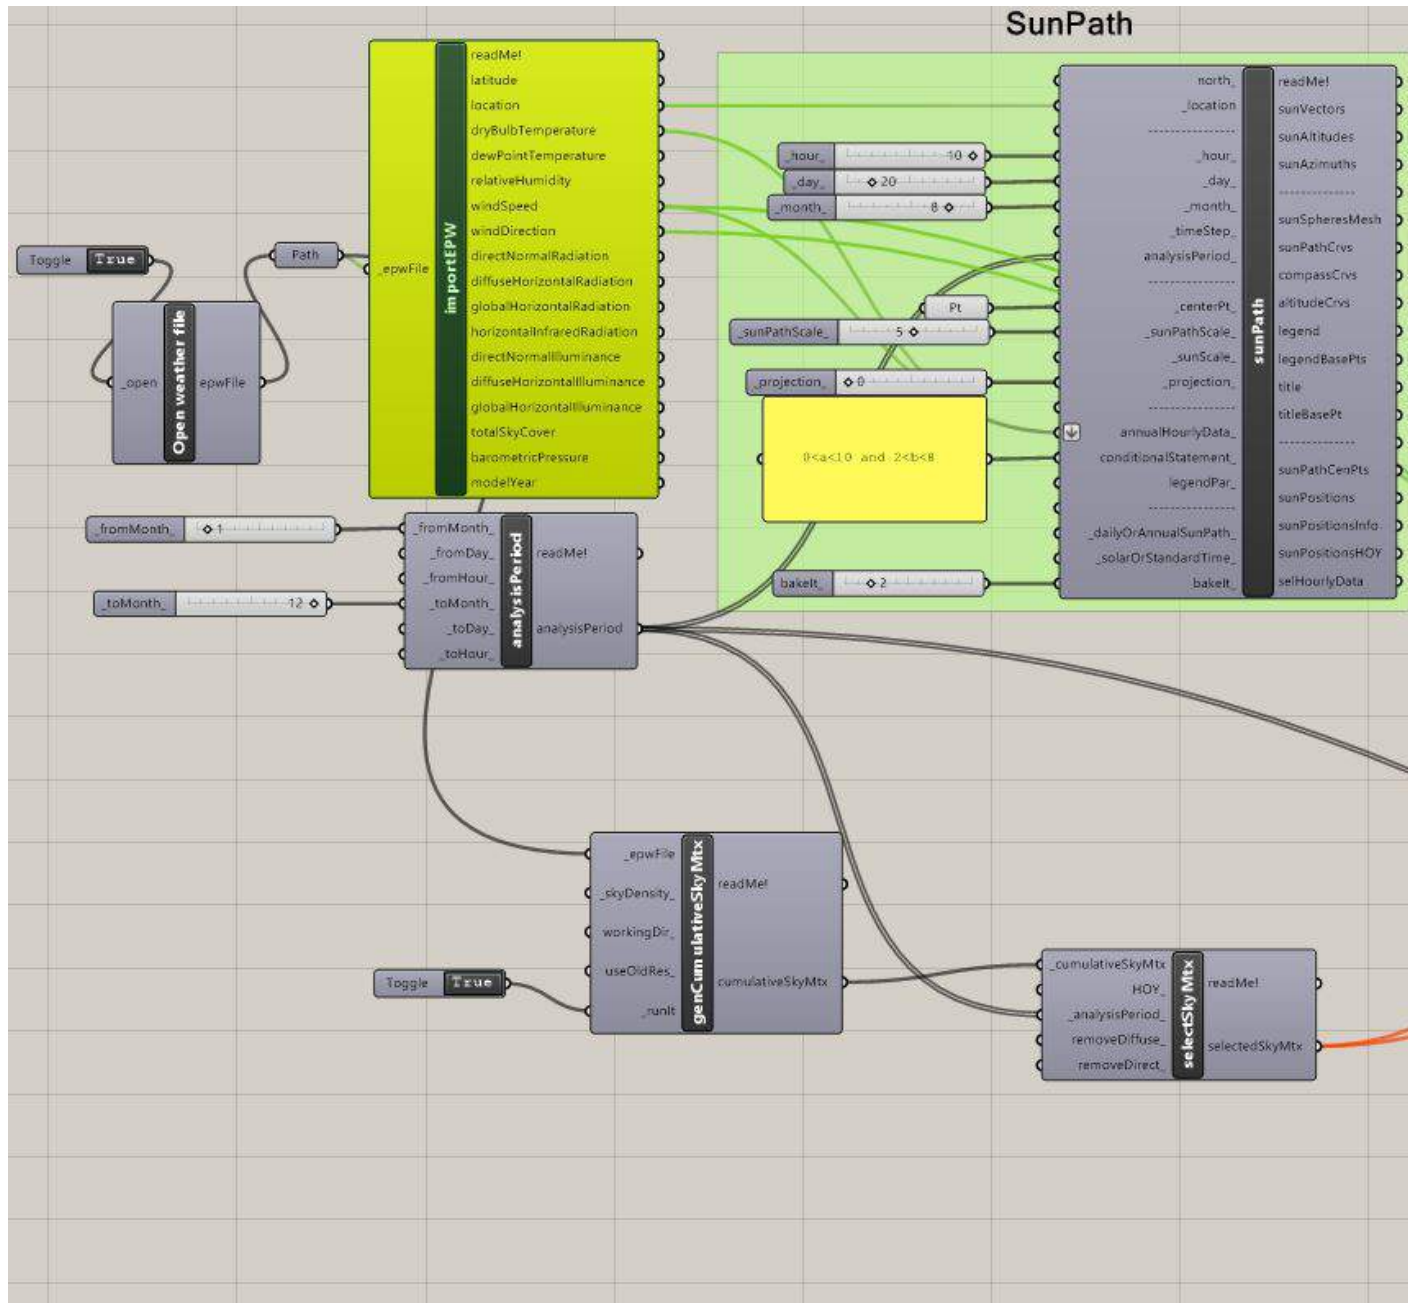 SunPath
readMe!
latitude
location
dryBulbTemperature
dewPointTemperature
relativeHumidity
windSpeed
windDirection
directNormalRadiation
diffuseHorizontalRadiation
globalHorizontalRadiation
horizontalInfraredRadiation
directNormalIlluminance
diffuseHorizontalIlluminance
globalHorizontalIlluminance
totalSkyCover
barometricPressure
modelYear
importEPW
_epwFile
Toggle True
Path
_open
Open weather file
epwFile
north_
_location
-----------------
_hour_
_day_
_month_
_timeStep_
analysisPeriod_
-----------------
_centerPt_
_sunPathScale_
_sunScale_
_projection_
-----------------
annualHourlyData_
conditionalStatement_
legendPar_
-----------------
_dailyOrAnnualSunPath_
_solarOrStandardTime_
bakeIt_
sunPath
readMe!
sunVectors
sunAltitudes
sunAzimuths
---------------
sunSpheresMesh
sunPathCrvs
compassCrvs
altitudeCrvs
legend
legendBasePts
title
titleBasePt
---------------
sunPathCenPts
sunPositions
sunPositionsInfo
sunPositionsHOY
selHourlyData
_hour_ 10
_day_ 20
_month_ 8
Pt
_sunPathScale_ 5
_projection_ 0
0<a<10 and 2<b<8
bakeIt_ 2
_fromMonth_ 1
_toMonth_ 12
_fromMonth_
_fromDay_
_fromHour_
_toMonth_
_toDay_
_toHour_
analysisPeriod
readMe!
analysisPeriod
_epwFile
_skyDensity_
workingDir_
useOldRes_
_runIt
genCumulativeSkyMtx
readMe!
cumulativeSkyMtx
Toggle True
_cumulativeSkyMtx
HOY_
_analysisPeriod_
removeDiffuse_
removeDirect_
selectSkyMtx
readMe!
selectedSkyMtx